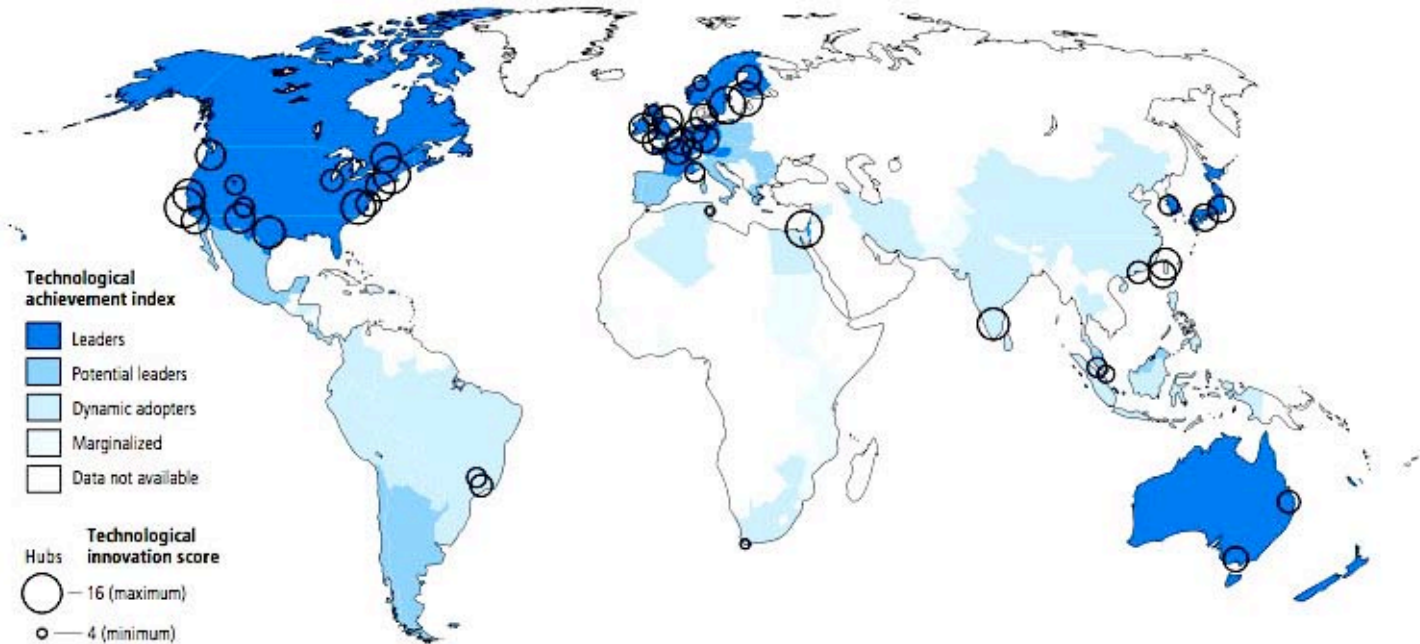 Technological
achievement index
Leaders
Potential leaders
Dynamic adopters
Marginalized
Data not available
Technological
Hubs innovation score
16 (maximum)
4 (minimum)